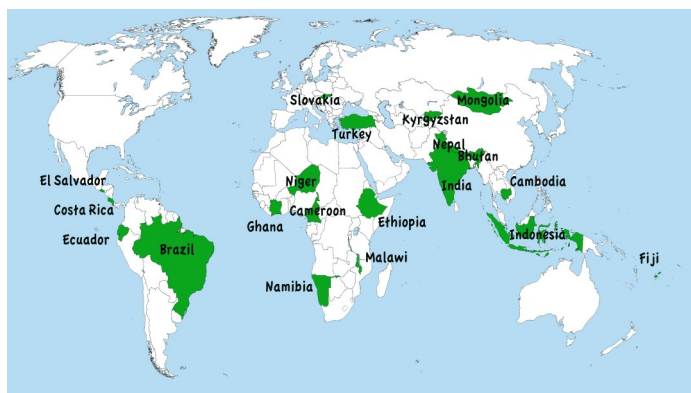 Slovakia
Mongolia
Kyrgyzstan
Turkey
Nepal
Bhutan
El Salvador
Niger
India
Cambodia
Costa Rica
Cameroon
Ghana
Ethiopia
Ecuador
Brazil
Indonesia
Malawi
Fiji
Namibia